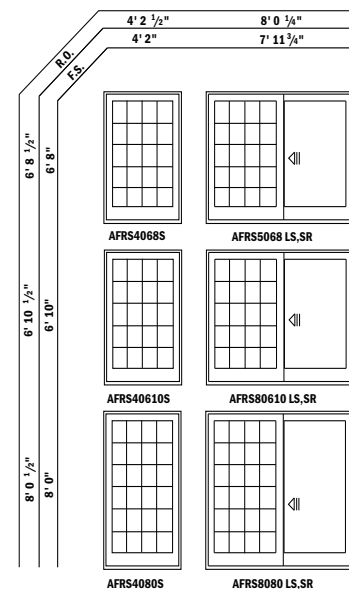 4' 2 ½" 8' 0 ¼"
R.O.
4' 2" 7' 11 ¾"
F.S.
6' 8 ½" 6' 8"
AFRS4068S AFRS5068 LS,SR
6' 10 ½" 6' 10"
AFRS40610S AFRS80610 LS,SR
8' 0 ½" 8' 0"
AFRS4080S AFRS8080 LS,SR